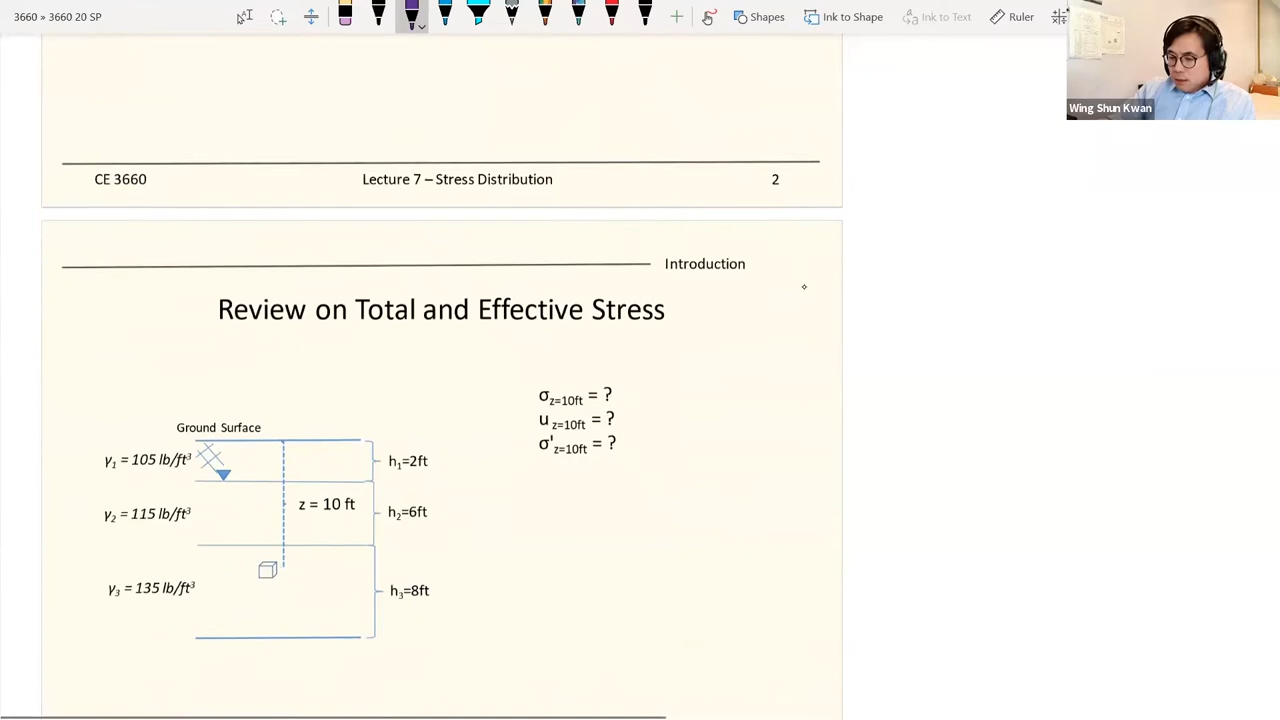 3660 » 3660 20 SP
Shapes
Ink to Shape
Ink to Text
Ruler
Wing Shun Kwan
CE 3660
Lecture 7 – Stress Distribution
2
Introduction
Review on Total and Effective Stress
σz=10ft = ?
u z=10ft = ?
σ'z=10ft = ?
Ground Surface
γ1 = 105 lb/ft³
h1=2ft
z = 10 ft
γ2 = 115 lb/ft³
h2=6ft
γ3 = 135 lb/ft³
h3=8ft